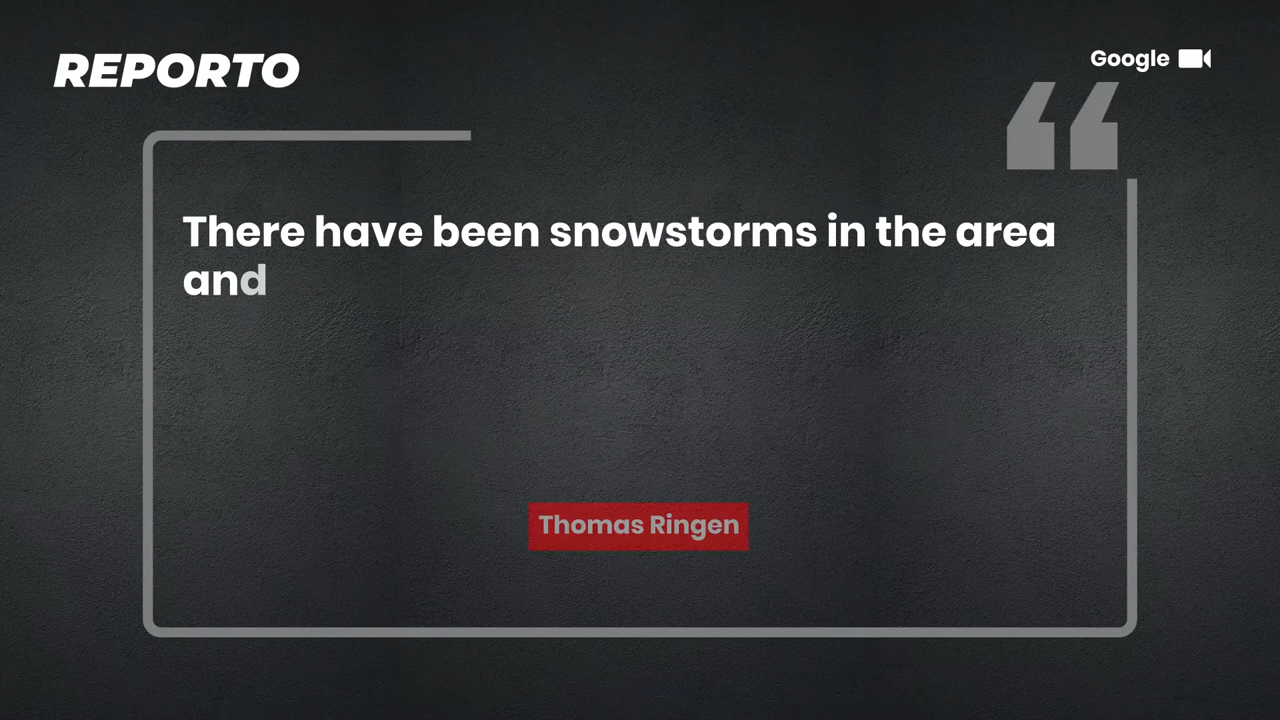 REPORTO
Google
There have been snowstorms in the area
and
Thomas Ringen